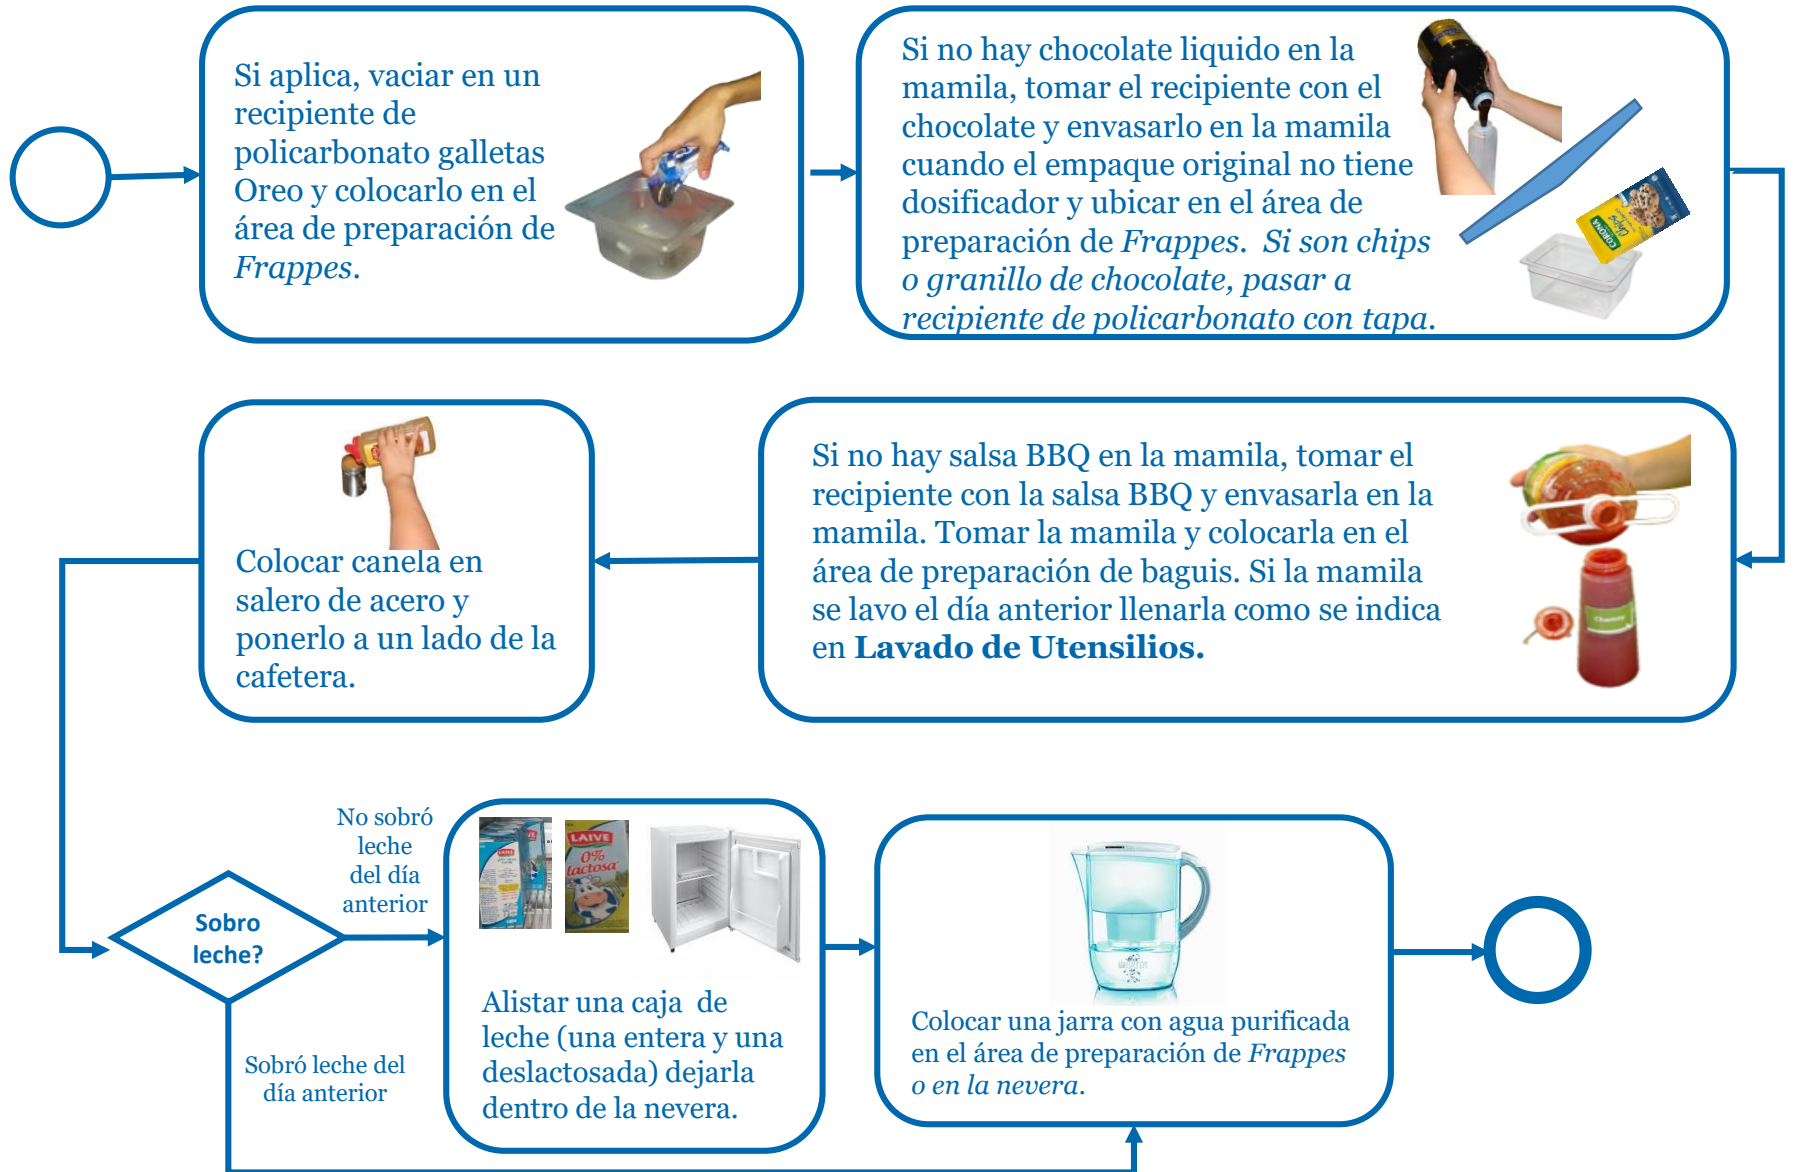 Si aplica, vaciar en un
recipiente de
policarbonato galletas
Oreo y colocarlo en el
área de preparación de
Frappes.
Si no hay chocolate liquido en la
mamila, tomar el recipiente con el
chocolate y envasarlo en la mamila
cuando el empaque original no tiene
dosificador y ubicar en el área de
preparación de Frappes. Si son chips
o granillo de chocolate, pasar a
recipiente de policarbonato con tapa.
CORONA
Chips
Si no hay salsa BBQ en la mamila, tomar el
recipiente con la salsa BBQ y envasarla en la
mamila. Tomar la mamila y colocarla en el
área de preparación de baguis. Si la mamila
se lavo el día anterior llenarla como se indica
en Lavado de Utensilios.
Colocar canela en
salero de acero y
ponerlo a un lado de la
cafetera.
Sobro
leche?
No sobró
leche
del día
anterior
Sobró leche del
día anterior
LAIVE
LAIVE
0%
lactosa
Alistar una caja de
leche (una entera y una
deslactosada) dejarla
dentro de la nevera.
Colocar una jarra con agua purificada
en el área de preparación de Frappes
o en la nevera.